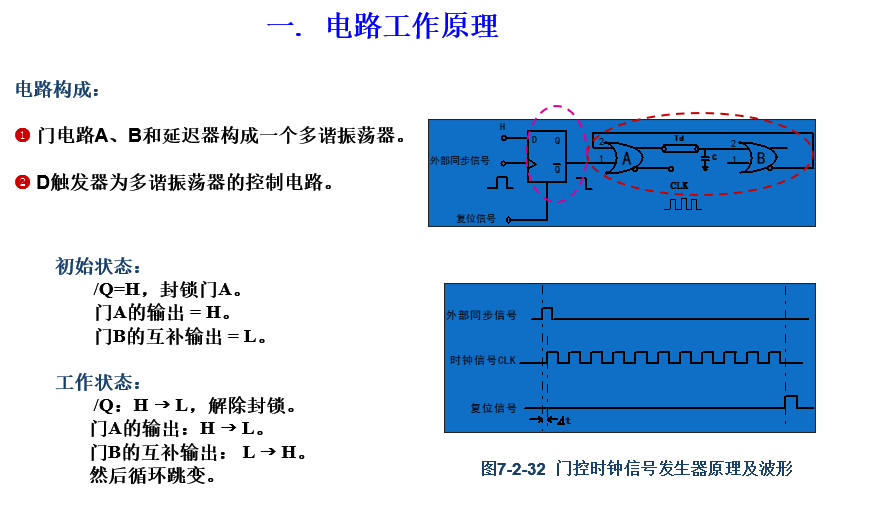 一. 电路工作原理
电路构成：
❶ 门电路A、B和延迟器构成一个多谐振荡器。
❷ D触发器为多谐振荡器的控制电路。
初始状态：
/Q=H，封锁门A。
门A的输出 = H。
门B的互补输出 = L。
工作状态：
/Q：H → L，解除封锁。
门A的输出：H → L。
门B的互补输出： L → H。
然后循环跳变。
H
D Q
Q
外部同步信号
复位信号
2
1
A
Td
C
2
1
B
CLK
外部同步信号
时钟信号CLK
复位信号
Δt
图7-2-32 门控时钟信号发生器原理及波形